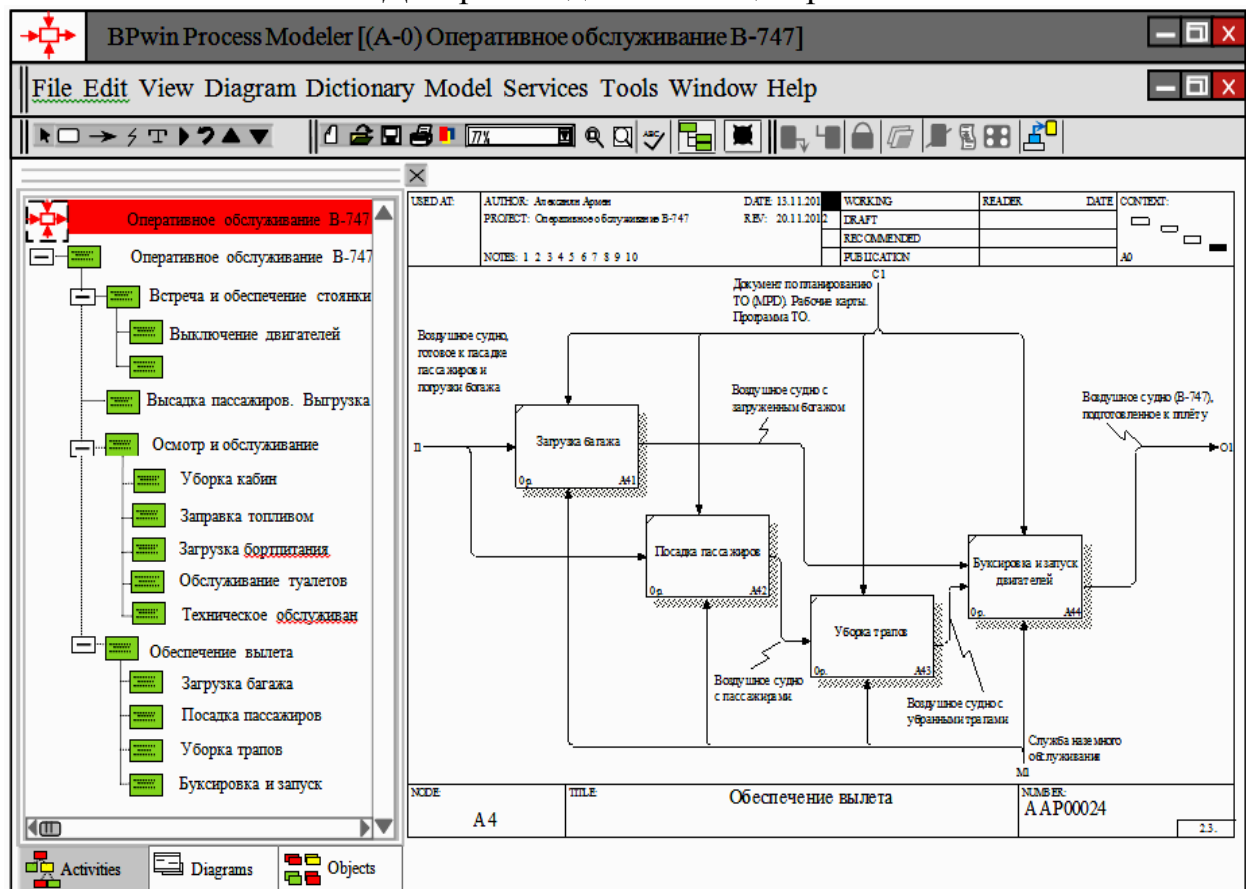 BPwin Process Modeler [(A-0) Оперативное обслуживание В-747]
File Edit View Diagram Dictionary Model Services Tools Window Help
77%
ABC
Оперативное обслуживание В-747
Оперативное обслуживание В-747
Встреча и обеспечение стоянки
Выключение двигателей
Высадка пассажиров. Выгрузка
Осмотр и обслуживание
Уборка кабин
Заправка топливом
Загрузка бортпитания
Обслуживание туалетов
Техническое обслуживан
Обеспечение вылета
Загрузка багажа
Посадка пассажиров
Уборка трапов
Буксировка и запуск
Activities
Diagrams
Objects
USED AT:
AUTHOR: Алексанян Армен
DATE: 13.11.201
PROJECT: Оперативное обслуживание В-747
REV: 20.11.2012
NOTES: 1 2 3 4 5 6 7 8 9 10
WORKING
DRAFT
RECOMMENDED
PUBLICATION
READER
DATE
CONTEXT:
A0
C1
Документ по планированию
ТО (MPD). Рабочие карты.
Программа ТО.
Воздушное судно,
готовое к пасадке
пассажиров и
погрузки богажа
I1
Загрузка багажа
0р.
A41
Воздушное судно с
загруженным богажом
Воздушное судно (В-747),
подготовленное к пплёту
O1
Посадка пассажиров
0р.
A42
Буксировка и запуск
двигателей
0р.
A44
Уборка трапов
0р.
A43
Воздушное судно
с пассажирами
Воздушное судно с
убранными трапами
Служба наземного
обслуживания
M1
NODE:
A4
TITLE:
Обеспечение вылета
NUMBER:
AAP00024
23.